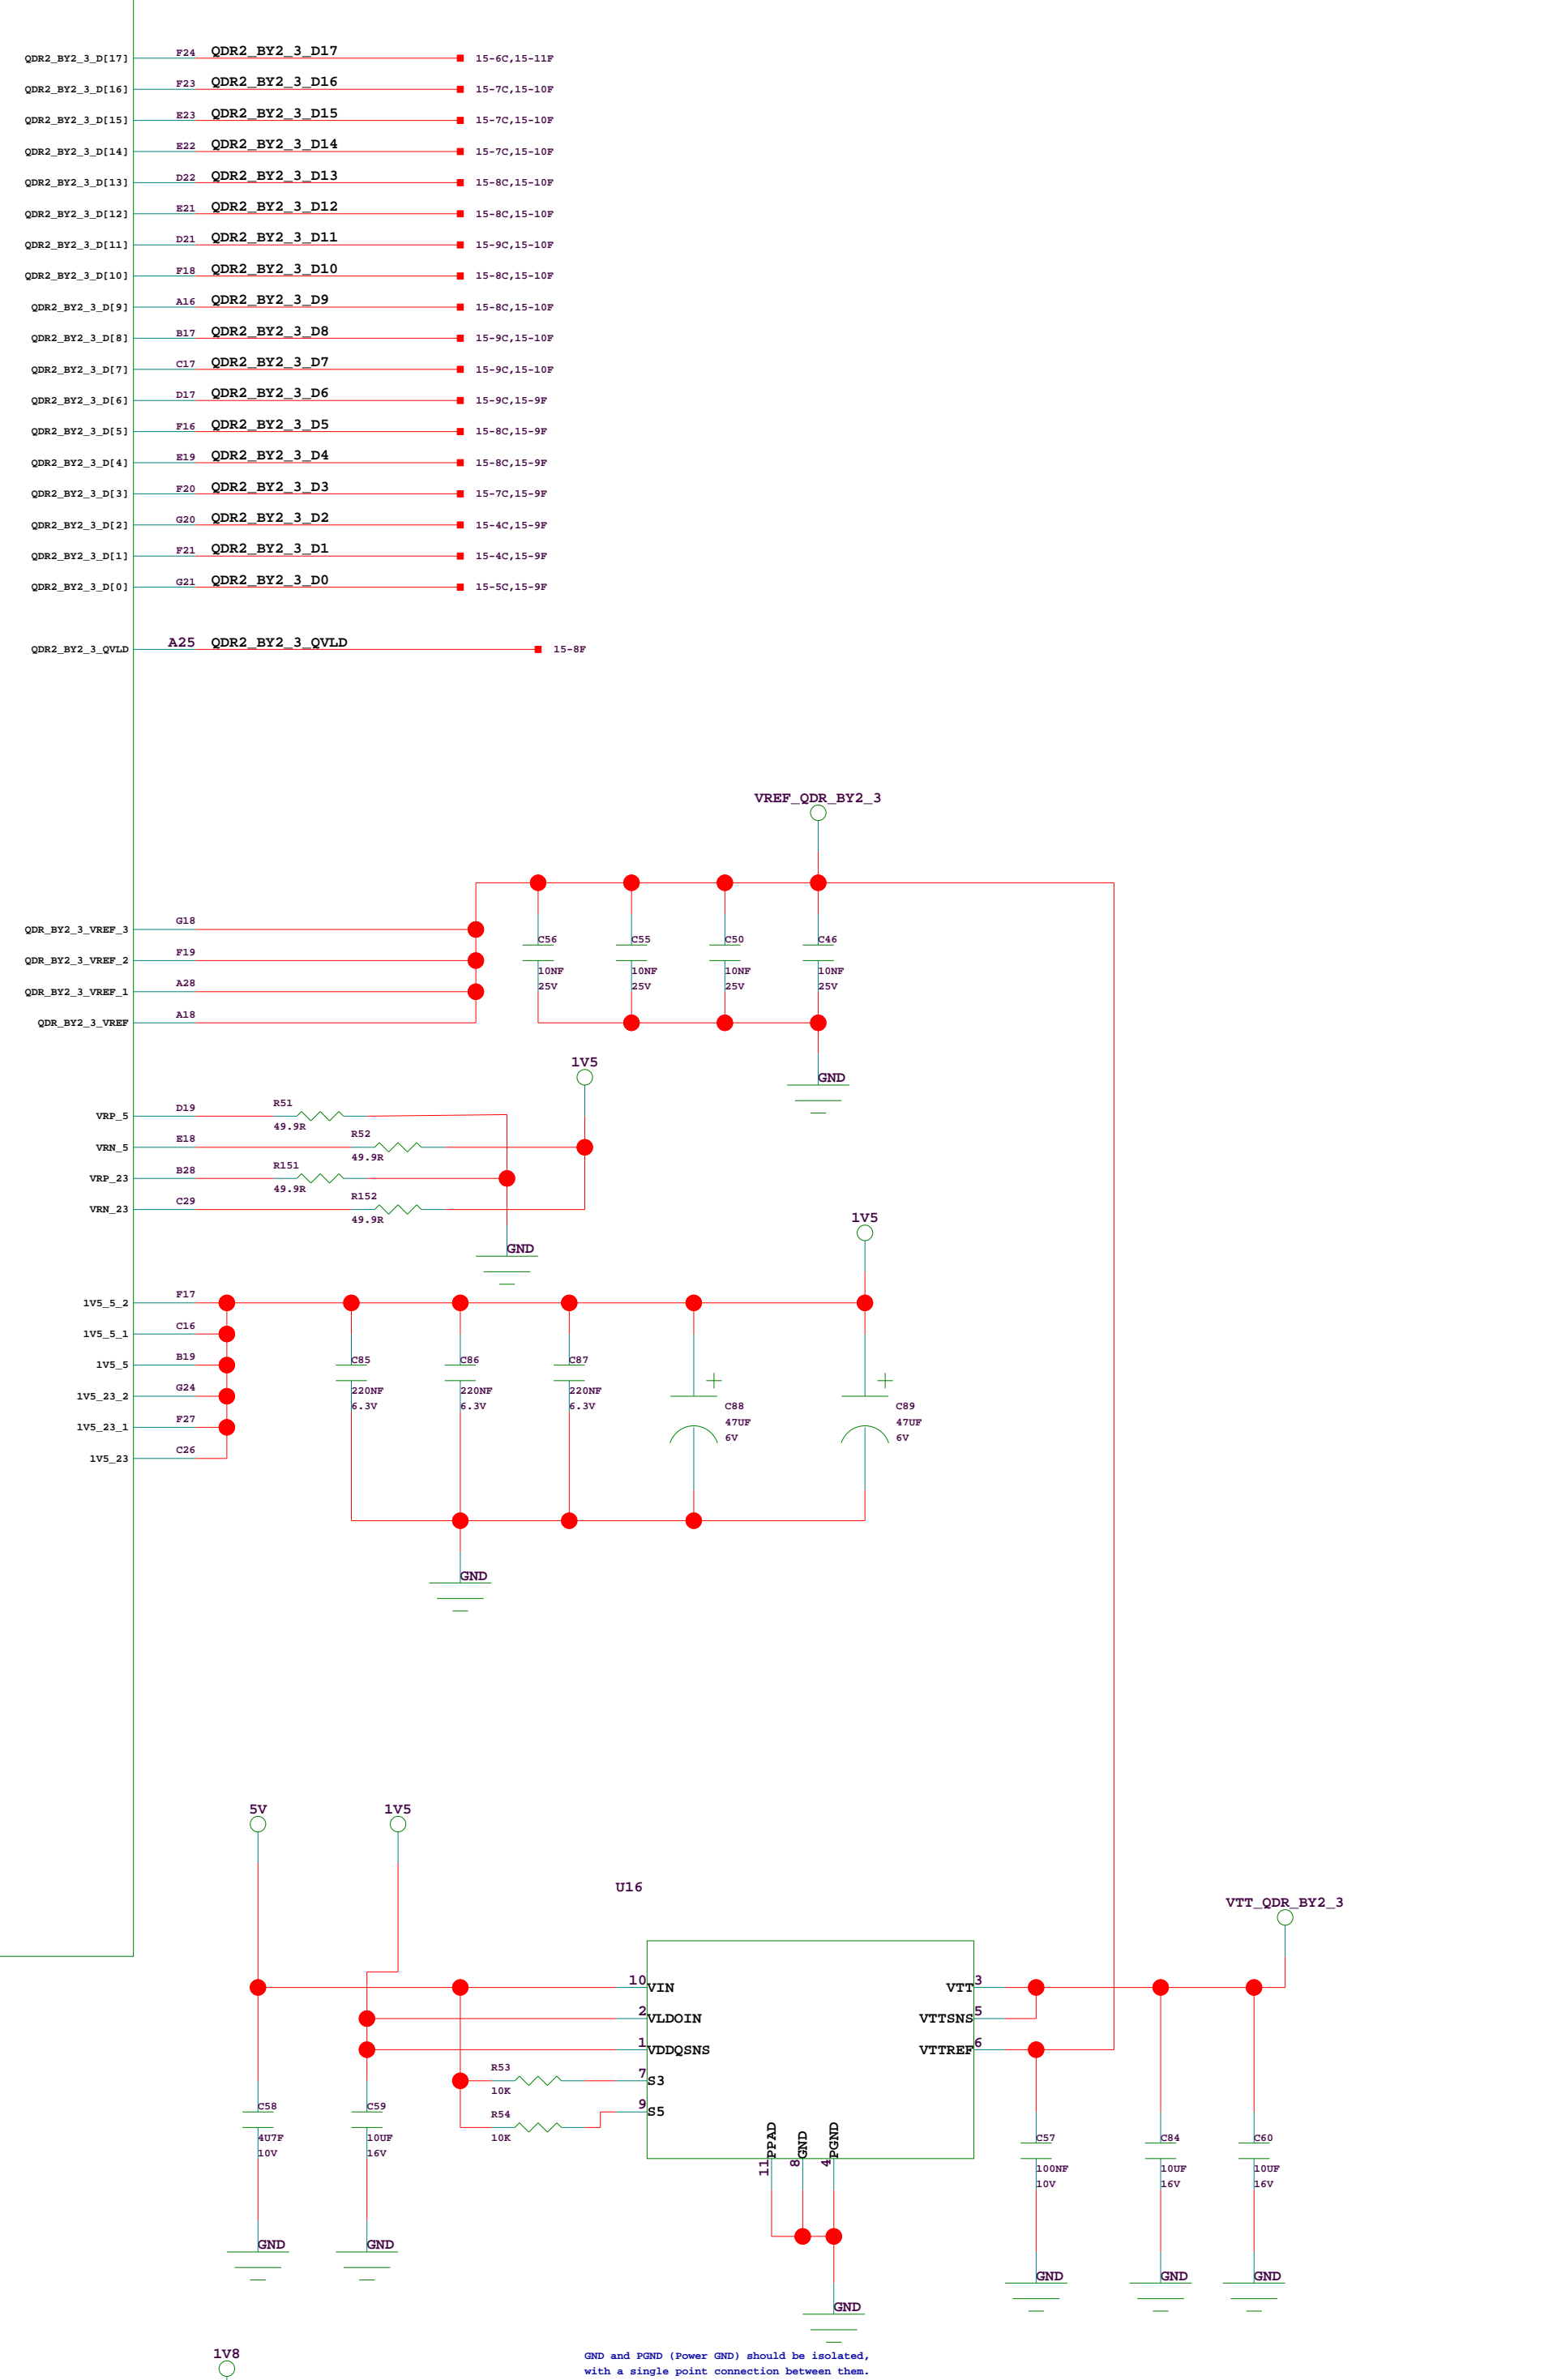 QDR2_BY2_3_D[17] F24 QDR2_BY2_3_D17 15-6C,15-11F
QDR2_BY2_3_D[16] F23 QDR2_BY2_3_D16 15-7C,15-10F
QDR2_BY2_3_D[15] E23 QDR2_BY2_3_D15 15-7C,15-10F
QDR2_BY2_3_D[14] E22 QDR2_BY2_3_D14 15-7C,15-10F
QDR2_BY2_3_D[13] D22 QDR2_BY2_3_D13 15-8C,15-10F
QDR2_BY2_3_D[12] E21 QDR2_BY2_3_D12 15-8C,15-10F
QDR2_BY2_3_D[11] D21 QDR2_BY2_3_D11 15-9C,15-10F
QDR2_BY2_3_D[10] F18 QDR2_BY2_3_D10 15-8C,15-10F
QDR2_BY2_3_D[9] A16 QDR2_BY2_3_D9 15-8C,15-10F
QDR2_BY2_3_D[8] B17 QDR2_BY2_3_D8 15-9C,15-10F
QDR2_BY2_3_D[7] C17 QDR2_BY2_3_D7 15-9C,15-10F
QDR2_BY2_3_D[6] D17 QDR2_BY2_3_D6 15-9C,15-9F
QDR2_BY2_3_D[5] F16 QDR2_BY2_3_D5 15-8C,15-9F
QDR2_BY2_3_D[4] E19 QDR2_BY2_3_D4 15-8C,15-9F
QDR2_BY2_3_D[3] F20 QDR2_BY2_3_D3 15-7C,15-9F
QDR2_BY2_3_D[2] G20 QDR2_BY2_3_D2 15-4C,15-9F
QDR2_BY2_3_D[1] F21 QDR2_BY2_3_D1 15-4C,15-9F
QDR2_BY2_3_D[0] G21 QDR2_BY2_3_D0 15-5C,15-9F
QDR2_BY2_3_QVLD A25 QDR2_BY2_3_QVLD 15-8F
VREF_QDR_BY2_3
QDR_BY2_3_VREF_3 G18
C56 C55 C50 C46
QDR_BY2_3_VREF_2 F19
10NF 10NF 10NF 10NF
QDR_BY2_3_VREF_1 A28
25V 25V 25V 25V
QDR_BY2_3_VREF A18
1V5
GND
VRP_5 D19 R51 49.9R
VRN_5 E18 R52 49.9R
VRP_23 B28 R151 49.9R
VRN_23 C29 R152 49.9R
1V5
GND
1V5_5_2 F17
1V5_5_1 C16
1V5_5 B19
C85 C86 C87
1V5_23_2 G24
220NF 220NF 220NF
6.3V 6.3V 6.3V
C88 C89
1V5_23_1 F27
47UF 47UF
6V 6V
1V5_23 C26
GND
5V 1V5
U16
VTT_QDR_BY2_3
10 VIN VTT 3
2 VLDOIN VTTSNS 5
1 VDDQSNS VTTREF 6
R53 10K 7 S3
R54 10K 9 S5
C58 C59
4U7F 10UF
10V 16V
11 PPAD 8 GND 4 PGND
C57 C84 C60
100NF 10UF 10UF
10V 16V 16V
GND GND
GND GND GND
GND
1V8
GND and PGND (Power GND) should be isolated,
with a single point connection between them.